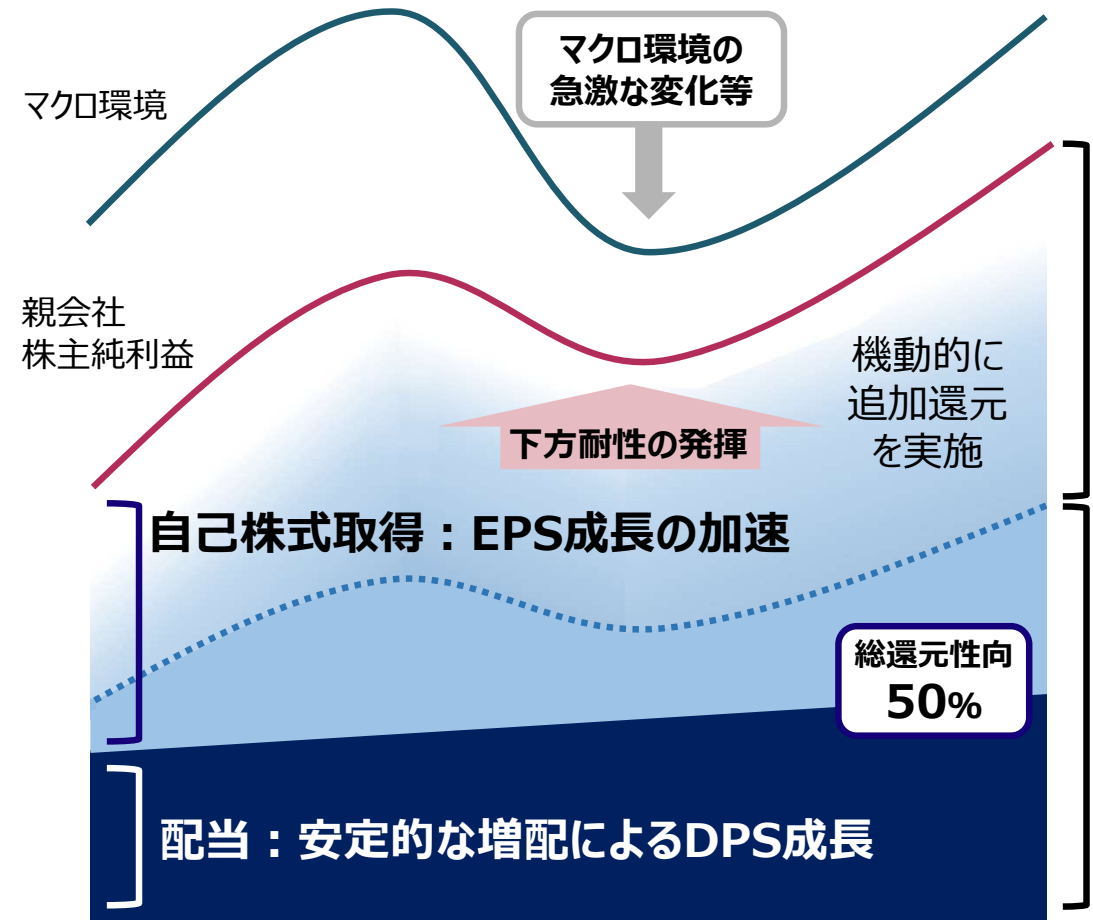 マクロ環境の
急激な変化等
マクロ環境
親会社
株主純利益
機動的に
追加還元
を実施
下方耐性の発揮
自己株式取得：EPS成長の加速
総還元性向
50%
配当：安定的な増配によるDPS成長